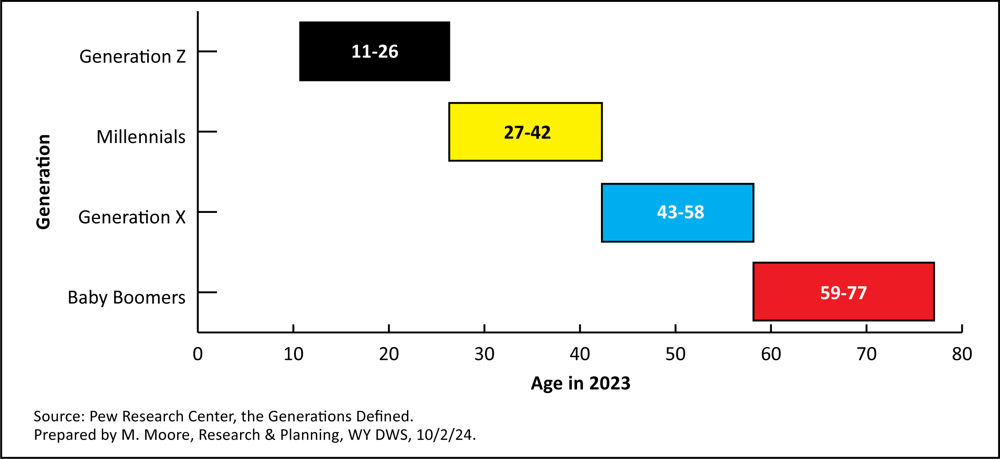 Generation
Generation Z
11-26
Millennials
27-42
Generation X
43-58
Baby Boomers
59-77
0 10 20 30 40 50 60 70 80
Age in 2023
Source: Pew Research Center, the Generations Defined.
Prepared by M. Moore, Research & Planning, WY DWS, 10/2/24.